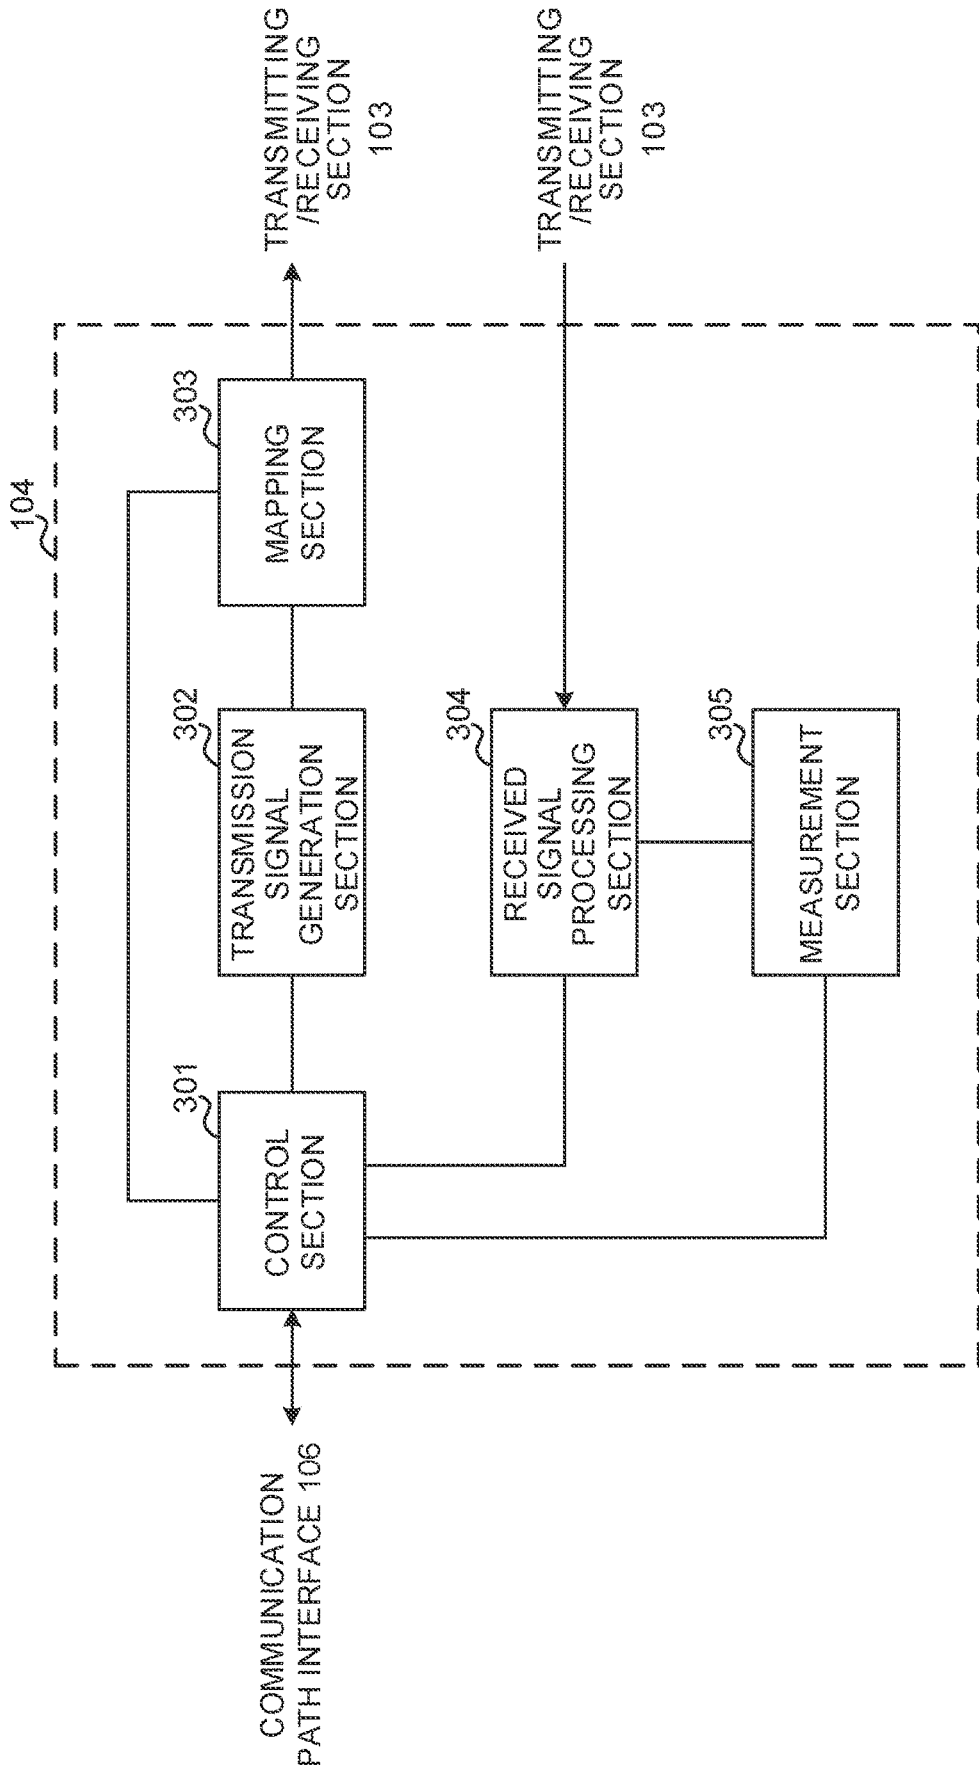 104
COMMUNICATION
PATH INTERFACE 106
301
CONTROL
SECTION
302
TRANSMISSION
SIGNAL
GENERATION
SECTION
303
MAPPING
SECTION
TRANSMITTING
/RECEIVING
SECTION
103
304
RECEIVED
SIGNAL
PROCESSING
SECTION
TRANSMITTING
/RECEIVING
SECTION
103
305
MEASUREMENT
SECTION